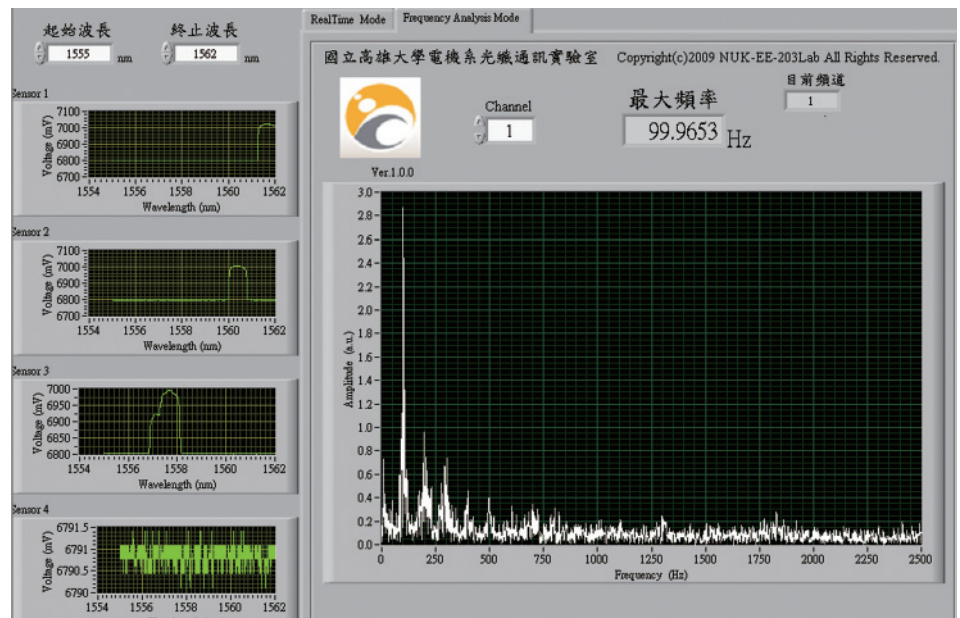 起始波長 終止波長
1555 nm 1562 nm
Sensor 1
7100
7000
6900
6800
6700
Voltage (mV)
1554 1556 1558 1560 1562
Wavelength (nm)
Sensor 2
7100
7000
6900
6800
6700
Voltage (mV)
1554 1556 1558 1560 1562
Wavelength (nm)
Sensor 3
7000
6950
6900
6850
6800
Voltage (mV)
1554 1556 1558 1560 1562
Wavelength (nm)
Sensor 4
6791.5
6791
6790.5
6790
Voltage (mV)
1554 1556 1558 1560 1562
RealTime Mode Frequency Analysis Mode
國立高雄大學電機系光纖通訊實驗室 Copyright(c)2009 NUK-EE-203Lab All Rights Reserved.
Channel
1
最大頻率
99.9653 Hz
目前頻道
1
Ver.1.0.0
3.0
2.8
2.6
2.4
2.2
2.0
1.8
1.6
1.4
1.2
1.0
0.8
0.6
0.4
0.2
0.0
Amplitude (a.u.)
0 250 500 750 1000 1250 1500 1750 2000 2250 2500
Frequency (Hz)